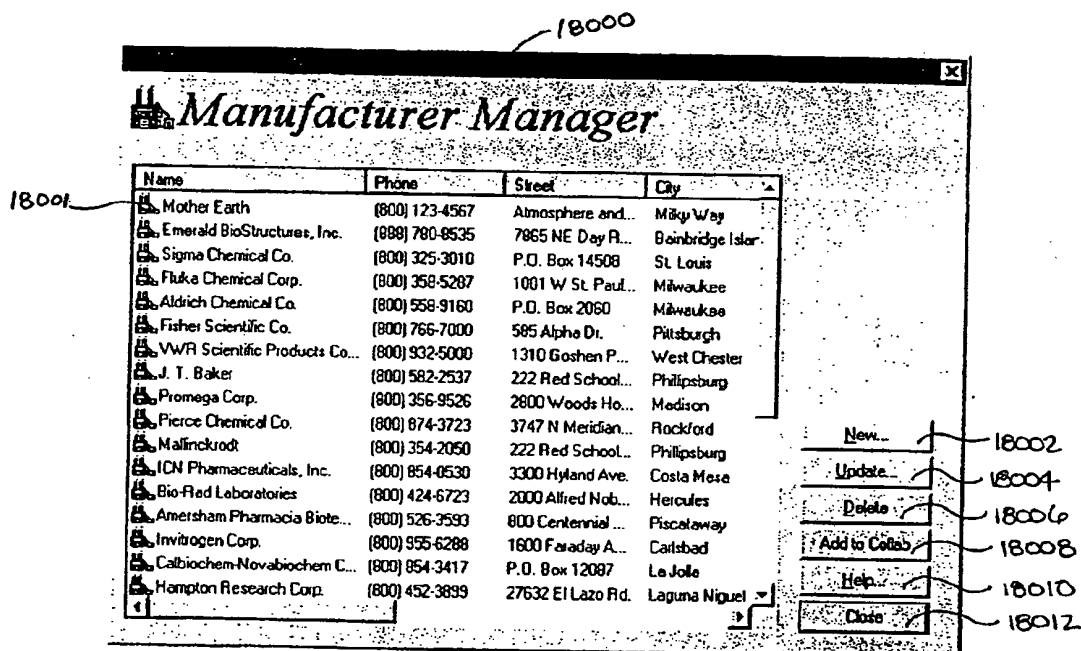 18000
Manufacturer Manager
Name Phone Street City
18001
Mother Earth (800) 123-4567 Atmosphere and... Milky Way
Emerald BioStructures, Inc. (888) 780-8535 7865 NE Day R... Bainbridge Islar
Sigma Chemical Co. (800) 325-3010 P.O. Box 14508 St. Louis
Fluka Chemical Corp. (800) 358-5287 1001 W St. Paul... Milwaukee
Aldrich Chemical Co. (800) 558-9160 P.O. Box 2060 Milwaukee
Fisher Scientific Co. (800) 766-7000 585 Alpha Dr. Pittsburgh
VWR Scientific Products Co... (800) 932-5000 1310 Goshen P... West Chester
J. T. Baker (800) 582-2537 222 Red School... Phillipsburg
Promega Corp. (800) 356-9526 2800 Woods Ho... Madison
Pierce Chemical Co. (800) 874-3723 3747 N Meridian... Rockford
Mallinckrodt (800) 354-2050 222 Red School... Phillipsburg
ICN Pharmaceuticals, Inc. (800) 854-0530 3300 Hyland Ave. Costa Mesa
Bio-Rad Laboratories (800) 424-6723 2000 Alfred Nob... Hercules
Amersham Pharmacia Biote... (800) 526-3593 800 Centennial ... Piscataway
Invitrogen Corp. (800) 955-6288 1600 Faraday A... Carlsbad
Calbiochem-Novabiochem C... (800) 854-3417 P.O. Box 12087 La Jolla
Hampton Research Corp. (800) 452-3899 27632 El Lazo Rd. Laguna Niguel
New... 18002
Update... 18004
Delete 18006
Add to Collab 18008
Help... 18010
Close 18012